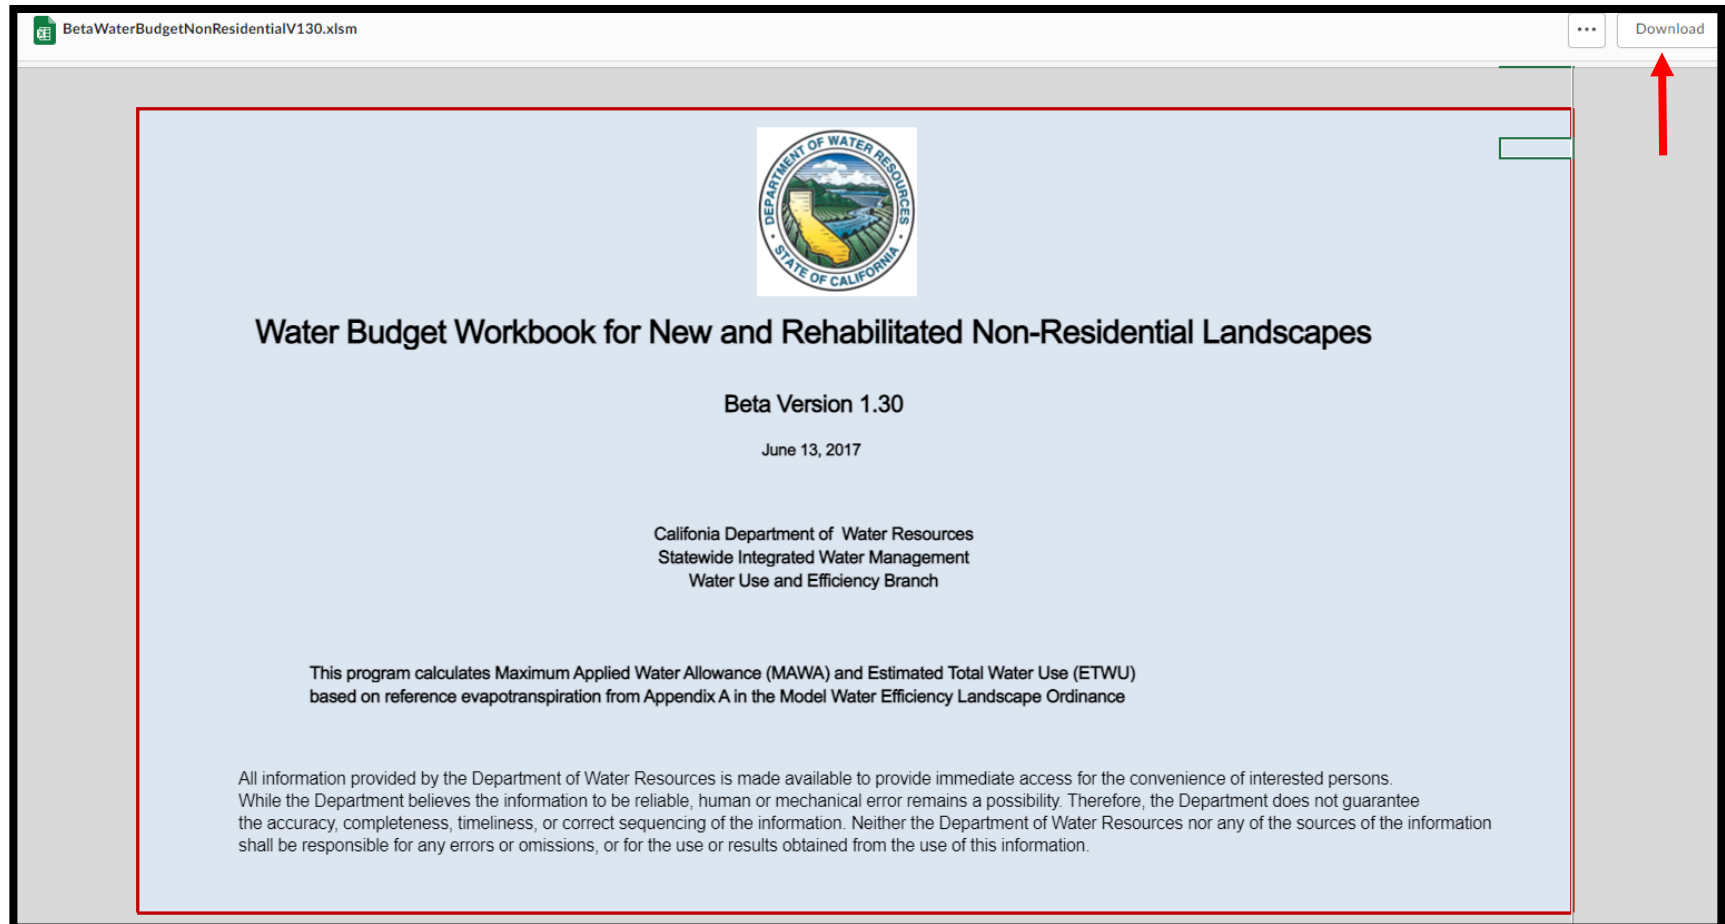 BetaWaterBudgetNonResidentialV130.xlsm
... Download
DEPARTMENT OF WATER RESOURCES
STATE OF CALIFORNIA
Water Budget Workbook for New and Rehabilitated Non-Residential Landscapes
Beta Version 1.30
June 13, 2017
Califonia Department of Water Resources
Statewide Integrated Water Management
Water Use and Efficiency Branch
This program calculates Maximum Applied Water Allowance (MAWA) and Estimated Total Water Use (ETWU)
based on reference evapotranspiration from Appendix A in the Model Water Efficiency Landscape Ordinance
All information provided by the Department of Water Resources is made available to provide immediate access for the convenience of interested persons.
While the Department believes the information to be reliable, human or mechanical error remains a possibility. Therefore, the Department does not guarantee
the accuracy, completeness, timeliness, or correct sequencing of the information. Neither the Department of Water Resources nor any of the sources of the information
shall be responsible for any errors or omissions, or for the use or results obtained from the use of this information.